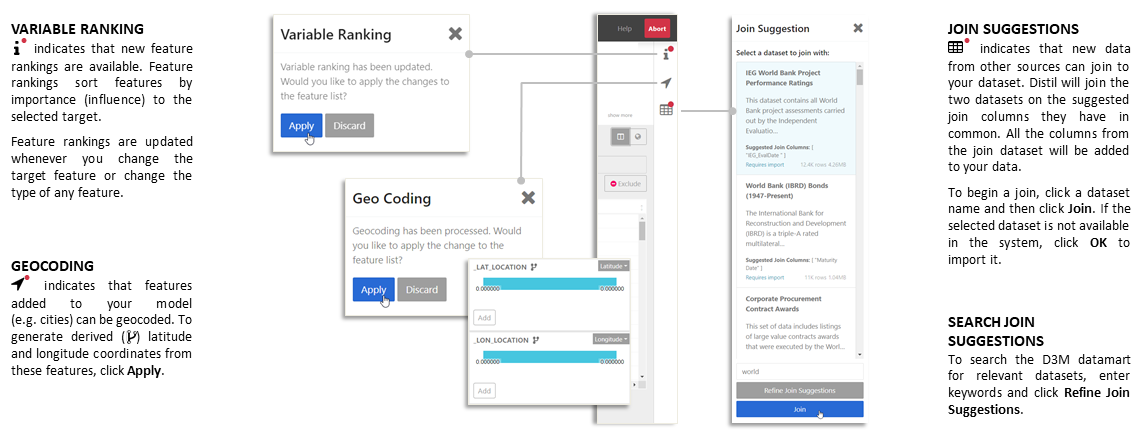 VARIABLE RANKING
indicates that new feature
rankings are available. Feature
rankings sort features by
importance (influence) to the
selected target.
Feature rankings are updated
whenever you change the
target feature or change the
type of any feature.
GEOCODING
indicates that features
added to your model
(e.g. cities) can be geocoded. To
generate derived ( ) latitude
and longitude coordinates from
these features, click Apply.
Variable Ranking
Variable ranking has been updated.
Would you like to apply the changes to
the feature list?
Apply Discard
Geo Coding
Geocoding has been processed. Would
you like to apply the change to the
feature list?
Apply Discard
_LAT_LOCATION Latitude
0.000000 0.000000
Add
_LON_LOCATION Longitude
0.000000 0.000000
Add
Help Abort
show more
Exclude
Join Suggestion
Select a dataset to join with:
IEG World Bank Project
Performance Ratings
This dataset contains all World
Bank project assessments carried
out by the Independent
Evaluatio...
Suggested Join Columns: [
"IEG_EvalDate" ]
Requires import 12.4K rows 4.26MB
World Bank (IBRD) Bonds
(1947-Present)
The International Bank for
Reconstruction and Development
(IBRD) is a triple-A rated
multilateral...
Suggested Join Columns: [ "Maturity
Date" ]
Requires import 11K rows 1.04MB
Corporate Procurement
Contract Awards
This set of data includes listings
of large value contracts awards
that were executed by the Worl...
world
Refine Join Suggestions
Join
JOIN SUGGESTIONS
indicates that new data
from other sources can join to
your dataset. Distil will join the
two datasets on the suggested
join columns they have in
common. All the columns from
the join dataset will be added
to your data.
To begin a join, click a dataset
name and then click Join. If the
selected dataset is not available
in the system, click OK to
import it.
SEARCH JOIN
SUGGESTIONS
To search the D3M datamart
for relevant datasets, enter
keywords and click Refine Join
Suggestions.